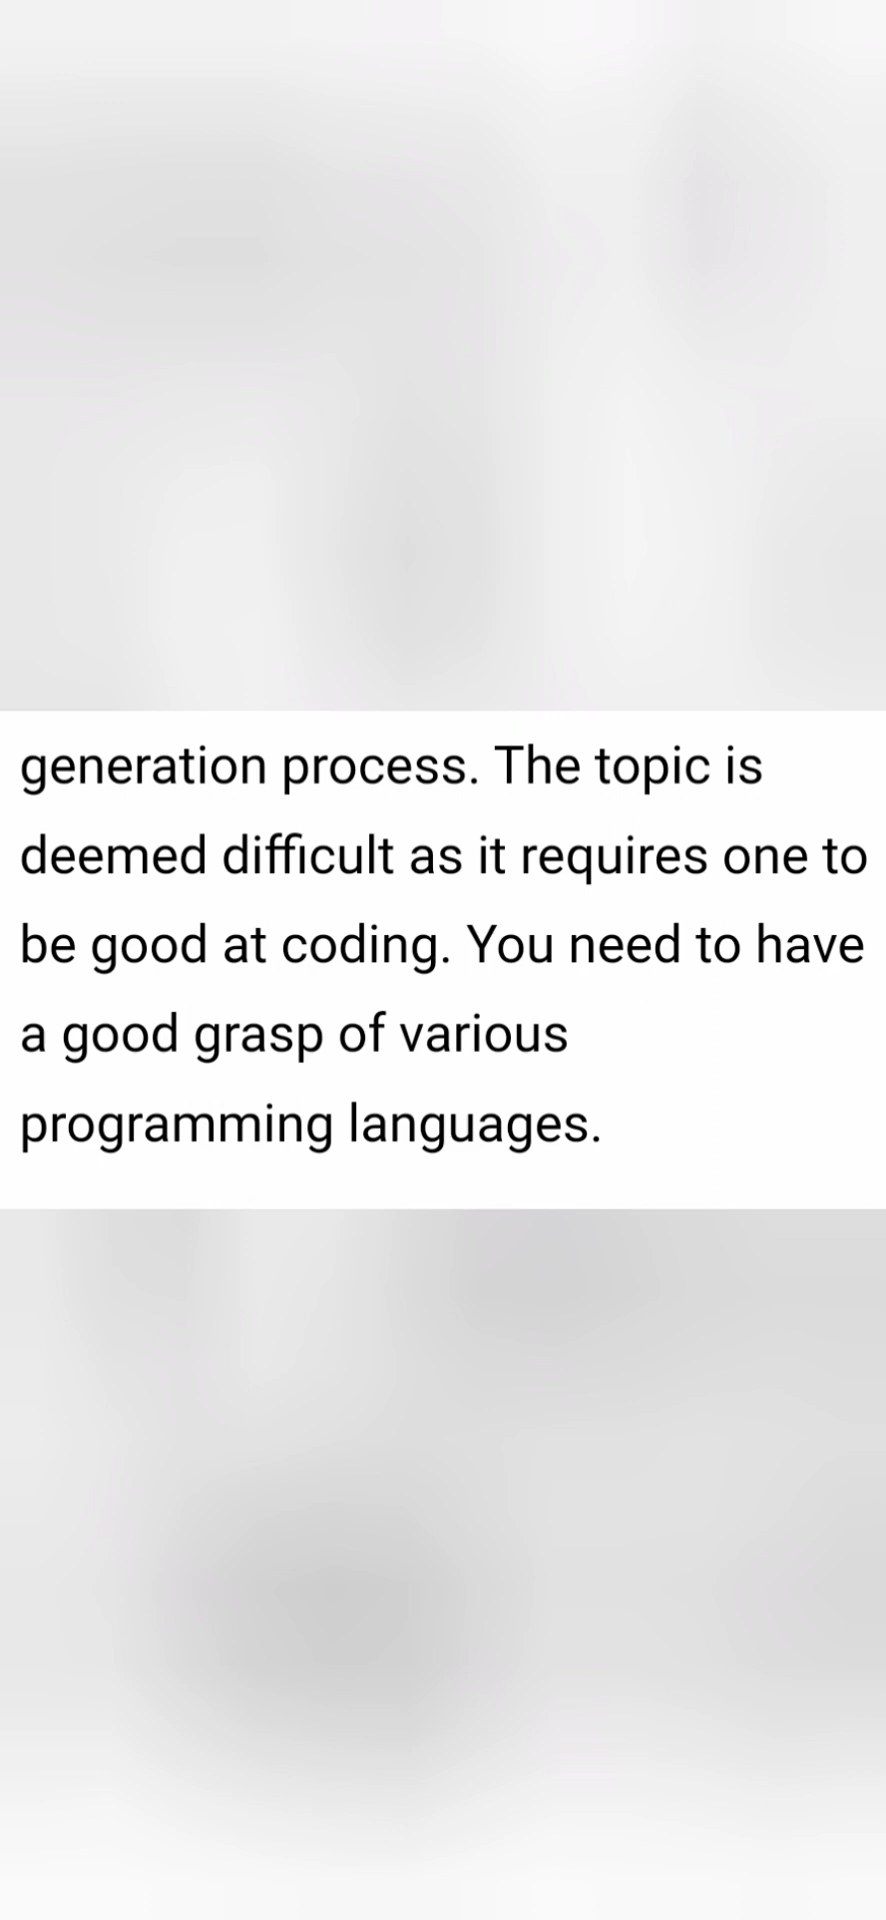 generation process. The topic is
deemed difficult as it requires one to
be good at coding. You need to have
a good grasp of various
programming languages.